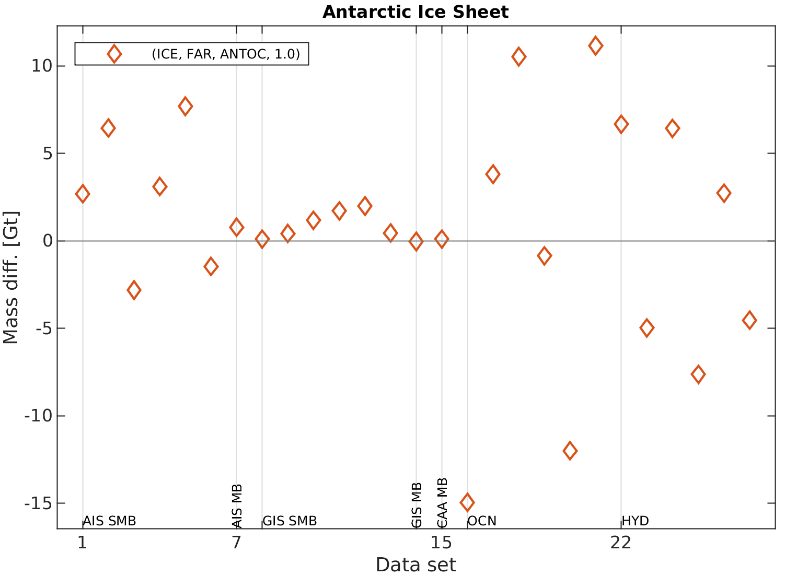 Antarctic Ice Sheet
(ICE, FAR, ANTOC, 1.0)
Mass diff. [Gt]
10
5
0
-5
-10
-15
AIS SMB
AIS MB
GIS SMB
GIS MB
CAA MB
OCN
HYD
1
7
15
22
Data set